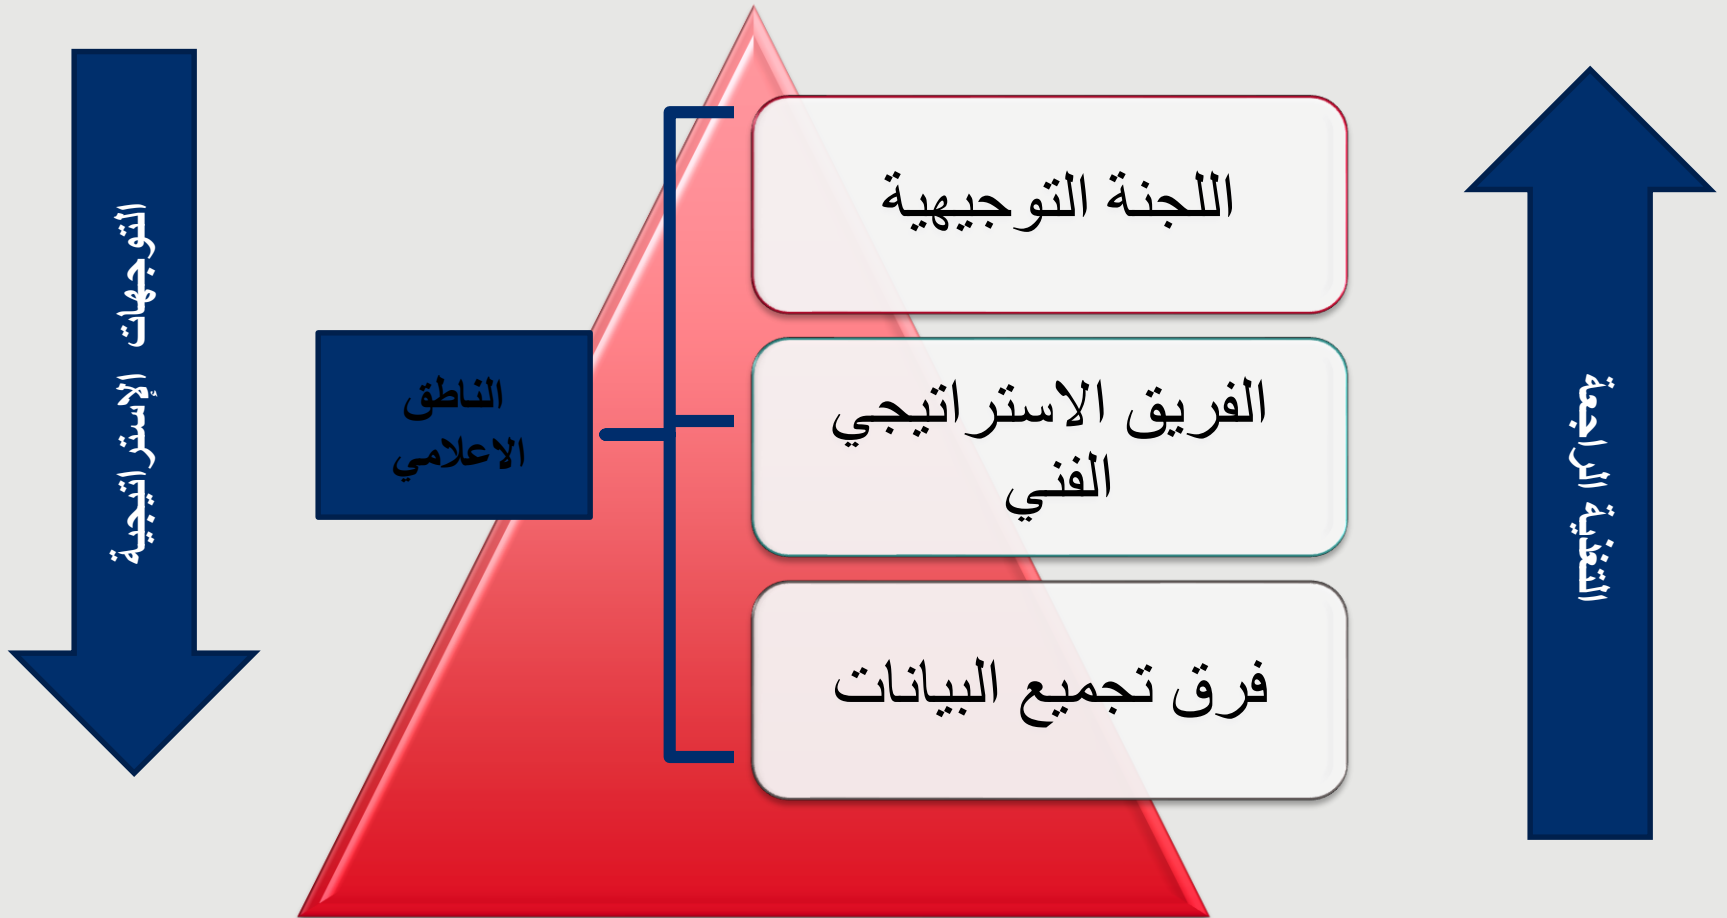 اللجنة التوجيهية
الفريق الاستراتيجي
الفني
فرق تجميع البيانات
الناطق
الاعلامي
التوجهات الإستراتيجية
التغذية الراجعة